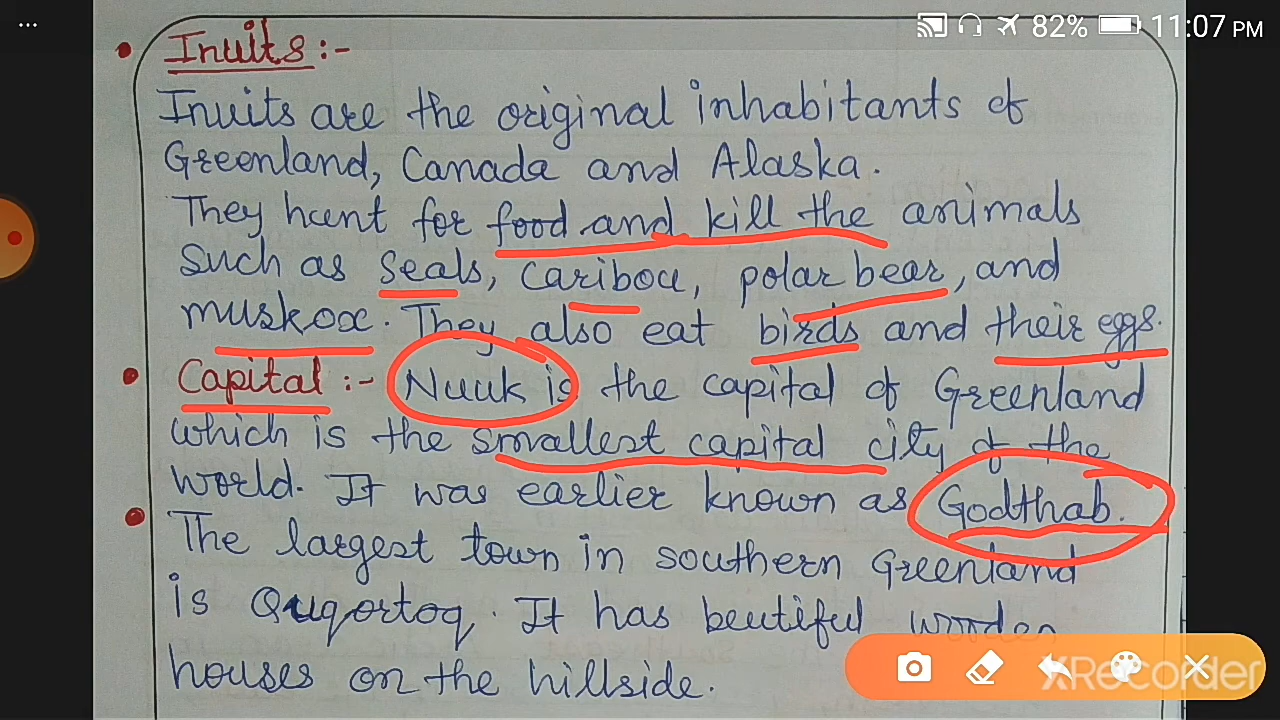 ... 82% 11:07 PM
• Inuits :-
Inuits are the original inhabitants of
Greenland, Canada and Alaska.
They hunt for food and kill the animals
such as seals, caribou, polar bear, and
muskox. They also eat birds and their eggs.
• Capital :- Nuuk is the capital of Greenland
which is the smallest capital city of the
world. It was earlier known as Godthab.
• The largest town in southern Greenland
is Quqortoq. It has beutiful wooden
houses on the hillside.
XRecorder